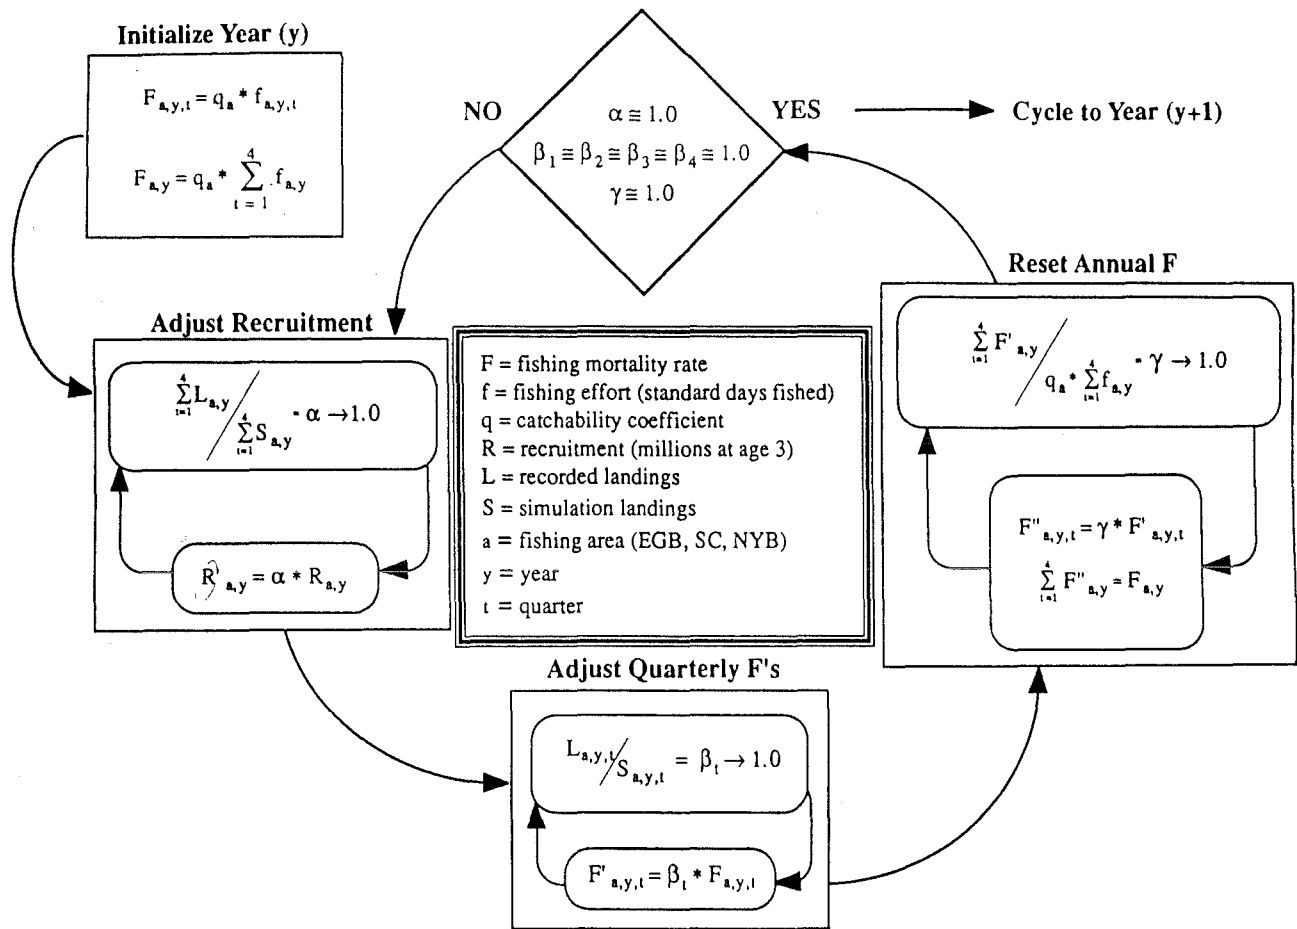 Initialize Year (y)
F a,y,t = q a * f a,y,t
F a,y = q a * 4 ∑ t = 1 f a,y
NO
YES
Cycle to Year (y+1)
α ≅ 1.0
β1 ≅ β2 ≅ β3 ≅ β4 ≅ 1.0
γ ≅ 1.0
Adjust Recruitment
4 ∑ t=1 L a,y / 4 ∑ t=1 S a,y = α → 1.0
R' a,y = α * R a,y
F = fishing mortality rate
f = fishing effort (standard days fished)
q = catchability coefficient
R = recruitment (millions at age 3)
L = recorded landings
S = simulation landings
a = fishing area (EGB, SC, NYB)
y = year
t = quarter
Reset Annual F
4 ∑ t=1 F' a,y / q a * 4 ∑ t=1 f a,y = γ → 1.0
F" a,y,t = γ * F' a,y,t
4 ∑ t=1 F" a,y = F a,y
Adjust Quarterly F's
L a,y,t / S a,y,t = β t → 1.0
F' a,y,t = β t * F a,y,t